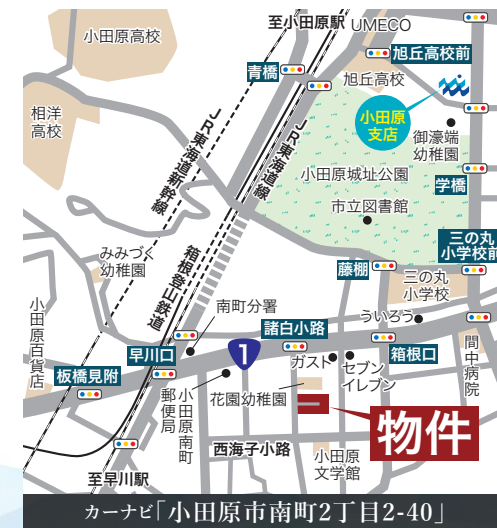 至小田原駅
UMECO
小田原高校
旭丘高校前
青橋
旭丘高校
相洋
高校
小田原
支店
御濠端
幼稚園
JR東海道新幹線
JR東海道線
小田原城址公園
学橋
市立図書館
三の丸
小学校前
みみづく
幼稚園
箱根登山鉄道
藤棚
三の丸
小学校
小田原百貨店
南町分署
ういろう
諸白小路
1
早川口
箱根口
間中病院
板橋見附
ガスト
セブン
イレブン
小田原南町
郵便局
花園幼稚園
物件
西海子小路
小田原
文学館
至早川駅
カーナビ「小田原市南町2丁目2-40」